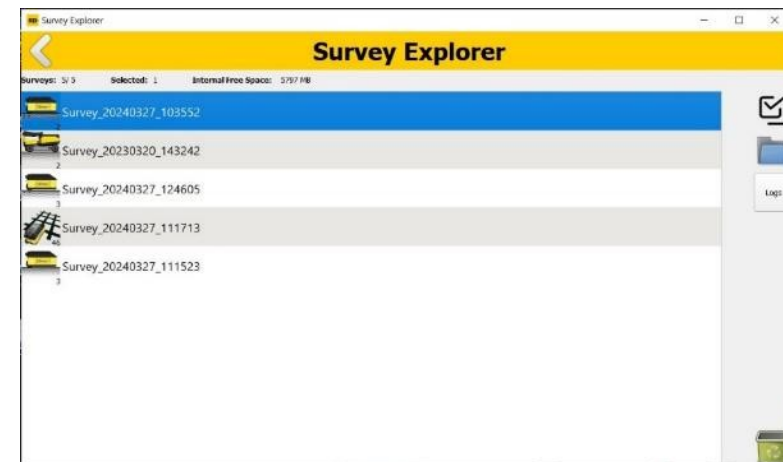 Survey Explorer
Survey Explorer
Surveys: 5/ 5 Selected: 1 Internal Free Space: 5797 MB
Survey_20240327_103552
Survey_20230320_143242
2
Survey_20240327_124605
3
Logs
Survey_20240327_111713
46
Survey_20240327_111523
3